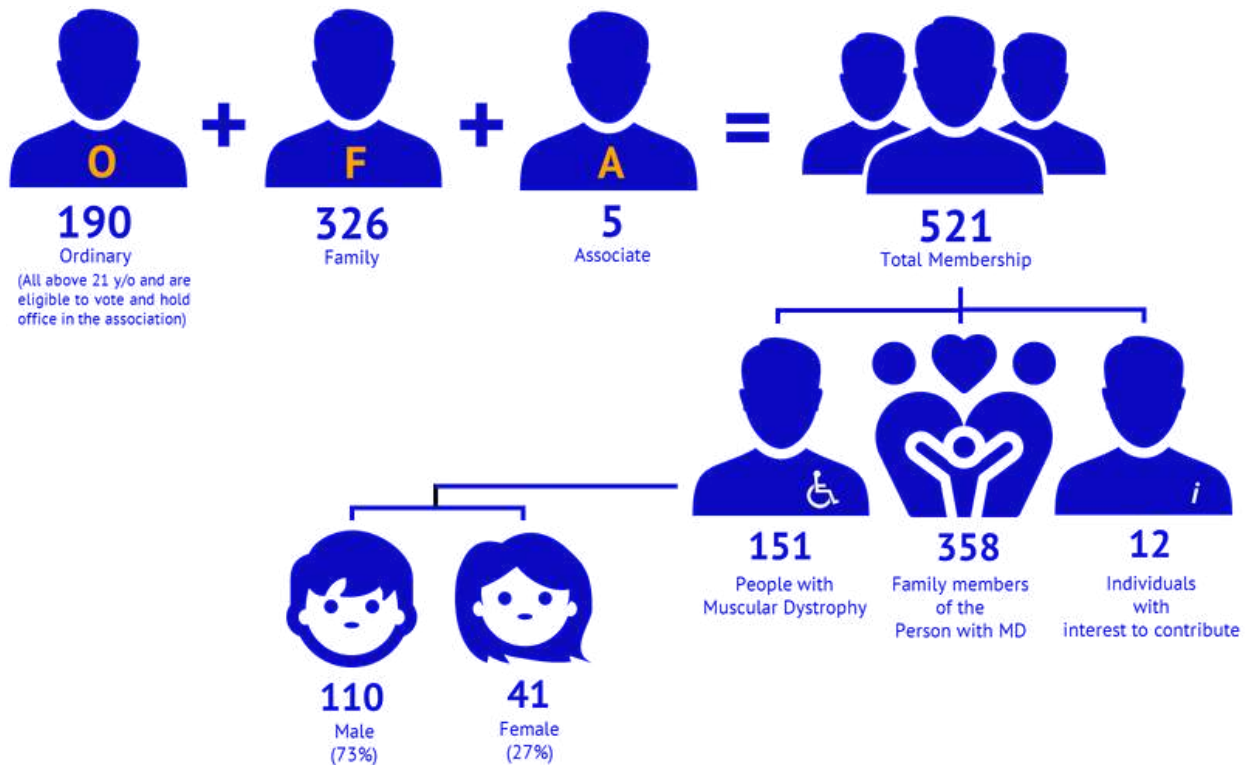 O
+
F
+
A
=
190
Ordinary
(All above 21 y/o and are
eligible to vote and hold
office in the association)
326
Family
5
Associate
521
Total Membership
i
151
People with
Muscular Dystrophy
358
Family members
of the
Person with MD
12
Individuals
with
interest to contribute
110
Male
(73%)
41
Female
(27%)